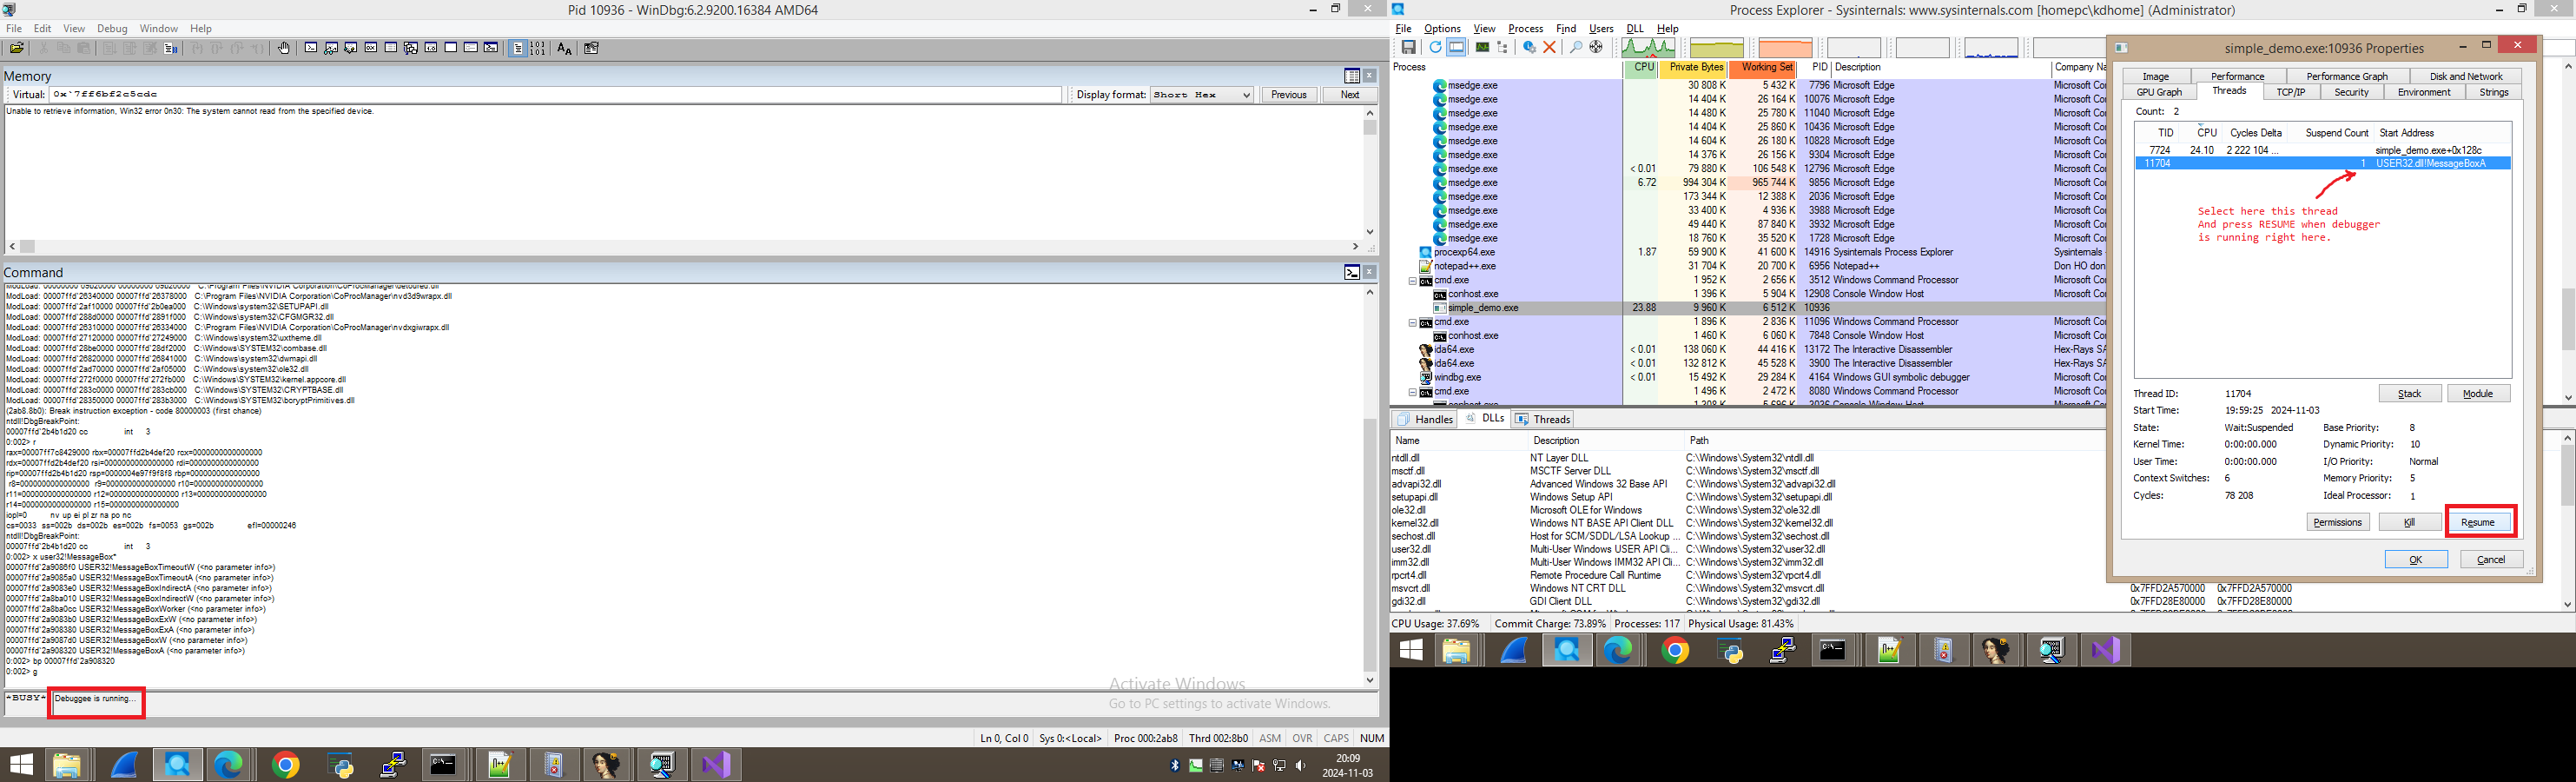 Pid 10936 - WinDbg:6.2.9200.16384 AMD64
File Edit View Debug Window Help
Memory
Virtual: 0x`7ff6bf2c5cdc Display format: Short Hex Previous Next
Unable to retrieve information, Win32 error 0n30: The system cannot read from the specified device.
Command
ModLoad: 00007ffd`26340000 00007ffd`26378000 C:\Program Files\NVIDIA Corporation\CoProcManager\nvd3d9wrapx.dll
ModLoad: 00007ffd`2af10000 00007ffd`2b0ea000 C:\Windows\system32\SETUPAPI.dll
ModLoad: 00007ffd`288d0000 00007ffd`2891f000 C:\Windows\system32\CFGMGR32.dll
ModLoad: 00007ffd`26310000 00007ffd`26334000 C:\Program Files\NVIDIA Corporation\CoProcManager\nvdxgiwrapx.dll
ModLoad: 00007ffd`27120000 00007ffd`27249000 C:\Windows\system32\uxtheme.dll
ModLoad: 00007ffd`28be0000 00007ffd`28df2000 C:\Windows\SYSTEM32\combase.dll
ModLoad: 00007ffd`26820000 00007ffd`26841000 C:\Windows\system32\dwmapi.dll
ModLoad: 00007ffd`2ad70000 00007ffd`2af05000 C:\Windows\system32\ole32.dll
ModLoad: 00007ffd`272f0000 00007ffd`272fb000 C:\Windows\SYSTEM32\kernel.appcore.dll
ModLoad: 00007ffd`283c0000 00007ffd`283cb000 C:\Windows\SYSTEM32\CRYPTBASE.dll
ModLoad: 00007ffd`28350000 00007ffd`283b3000 C:\Windows\SYSTEM32\bcryptPrimitives.dll
(2ab8.8b0): Break instruction exception - code 80000003 (first chance)
ntdll!DbgBreakPoint:
00007ffd`2b4b1d20 cc int 3
0:002> r
rax=00007ff7c8429000 rbx=00007ffd2b4def20 rcx=0000000000000000
rdx=00007ffd2b4def20 rsi=0000000000000000 rdi=0000000000000000
rip=00007ffd2b4b1d20 rsp=0000004e97f9f8f8 rbp=0000000000000000
r8=0000000000000000 r9=0000000000000000 r10=0000000000000000
r11=0000000000000000 r12=0000000000000000 r13=0000000000000000
r14=0000000000000000 r15=0000000000000000
iopl=0 nv up ei pl zr na po nc
cs=0033 ss=002b ds=002b es=002b fs=0053 gs=002b efl=00000246
ntdll!DbgBreakPoint:
00007ffd`2b4b1d20 cc int 3
0:002> x user32!MessageBox*
00007ffd`2a9086f0 USER32!MessageBoxTimeoutW (<no parameter info>)
00007ffd`2a9085a0 USER32!MessageBoxTimeoutA (<no parameter info>)
00007ffd`2a9083e0 USER32!MessageBoxIndirectA (<no parameter info>)
00007ffd`2a8ba010 USER32!MessageBoxIndirectW (<no parameter info>)
00007ffd`2a8ba0cc USER32!MessageBoxWorker (<no parameter info>)
00007ffd`2a9083b0 USER32!MessageBoxExW (<no parameter info>)
00007ffd`2a908380 USER32!MessageBoxExA (<no parameter info>)
00007ffd`2a9087d0 USER32!MessageBoxW (<no parameter info>)
00007ffd`2a908320 USER32!MessageBoxA (<no parameter info>)
0:002> bp 00007ffd`2a908320
0:002> g
*BUSY* Debuggee is running...
Activate Windows
Go to PC settings to activate Windows.
Ln 0, Col 0 Sys 0:<Local> Proc 000:2ab8 Thrd 002:8b0 ASM OVR CAPS NUM
20:09
2024-11-03
Process Explorer - Sysinternals: www.sysinternals.com [homepc\kdhome] (Administrator)
File Options View Process Find Users DLL Help
Process CPU Private Bytes Working Set PID Description Company Na
msedge.exe 30 808 K 5 432 K 7796 Microsoft Edge Microsoft Co
msedge.exe 14 404 K 26 164 K 10076 Microsoft Edge Microsoft Co
msedge.exe 14 480 K 25 780 K 11040 Microsoft Edge Microsoft Co
msedge.exe 14 404 K 25 860 K 10436 Microsoft Edge Microsoft Co
msedge.exe 14 604 K 26 180 K 10828 Microsoft Edge Microsoft Co
msedge.exe 14 376 K 26 156 K 9304 Microsoft Edge Microsoft Co
msedge.exe < 0.01 79 880 K 106 548 K 12796 Microsoft Edge Microsoft Co
msedge.exe 6.72 994 304 K 965 744 K 9856 Microsoft Edge Microsoft Co
msedge.exe 173 344 K 12 388 K 2036 Microsoft Edge Microsoft Co
msedge.exe 33 400 K 4 936 K 3988 Microsoft Edge Microsoft Co
msedge.exe 49 440 K 87 840 K 3932 Microsoft Edge Microsoft Co
msedge.exe 18 760 K 35 520 K 1728 Microsoft Edge Microsoft Co
procexp64.exe 1.87 59 900 K 41 600 K 14916 Sysinternals Process Explorer Sysinternals
notepad++.exe 31 704 K 20 700 K 6956 Notepad++ Don HO don
cmd.exe 1 952 K 2 656 K 3512 Windows Command Processor Microsoft Co
conhost.exe 1 396 K 5 904 K 12908 Console Window Host Microsoft Co
simple_demo.exe 23.88 9 960 K 6 512 K 10936
cmd.exe 1 896 K 2 836 K 11096 Windows Command Processor Microsoft Co
conhost.exe 1 460 K 6 060 K 7848 Console Window Host Microsoft Co
ida64.exe < 0.01 138 060 K 44 416 K 13172 The Interactive Disassembler Hex-Rays SA
ida64.exe < 0.01 132 812 K 45 528 K 3900 The Interactive Disassembler Hex-Rays SA
windbg.exe < 0.01 15 492 K 29 284 K 4164 Windows GUI symbolic debugger Microsoft Co
cmd.exe 1 496 K 2 472 K 8080 Windows Command Processor Microsoft Co
Handles DLLs Threads
Name Description Path
ntdll.dll NT Layer DLL C:\Windows\System32\ntdll.dll
msctf.dll MSCTF Server DLL C:\Windows\System32\msctf.dll
advapi32.dll Advanced Windows 32 Base API C:\Windows\System32\advapi32.dll
setupapi.dll Windows Setup API C:\Windows\System32\setupapi.dll
ole32.dll Microsoft OLE for Windows C:\Windows\System32\ole32.dll
kernel32.dll Windows NT BASE API Client DLL C:\Windows\System32\kernel32.dll
sechost.dll Host for SCM/SDDL/LSA Lookup ... C:\Windows\System32\sechost.dll
user32.dll Multi-User Windows USER API Cli... C:\Windows\System32\user32.dll
imm32.dll Multi-User Windows IMM32 API Cli... C:\Windows\System32\imm32.dll
rpcrt4.dll Remote Procedure Call Runtime C:\Windows\System32\rpcrt4.dll
msvcrt.dll Windows NT CRT DLL C:\Windows\System32\msvcrt.dll 0x7FFD2A570000 0x7FFD2A570000
gdi32.dll GDI Client DLL C:\Windows\System32\gdi32.dll 0x7FFD28E80000 0x7FFD28E80000
CPU Usage: 37.69% Commit Charge: 73.89% Processes: 117 Physical Usage: 81.43%
simple_demo.exe:10936 Properties
Image Performance Performance Graph Disk and Network
GPU Graph Threads TCP/IP Security Environment Strings
Count: 2
TID CPU Cycles Delta Suspend Count Start Address
7724 24.10 2 222 104 ... simple_demo.exe+0x128c
11704 1 USER32.dll!MessageBoxA
Select here this thread
And press RESUME when debugger
is running right here.
Thread ID: 11704 Stack Module
Start Time: 19:59:25 2024-11-03
State: Wait:Suspended Base Priority: 8
Kernel Time: 0:00:00.000 Dynamic Priority: 10
User Time: 0:00:00.000 I/O Priority: Normal
Context Switches: 6 Memory Priority: 5
Cycles: 78 208 Ideal Processor: 1
Permissions Kill Resume
OK Cancel